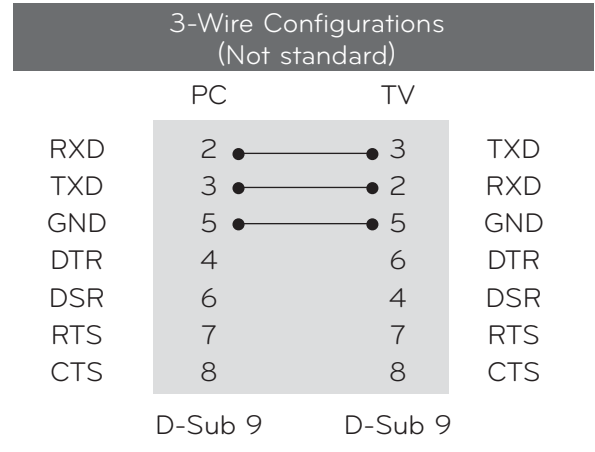 3-Wire Configurations
(Not standard)
PC TV
RXD 2 3 TXD
TXD 3 2 RXD
GND 5 5 GND
DTR 4 6 DTR
DSR 6 4 DSR
RTS 7 7 RTS
CTS 8 8 CTS
D-Sub 9 D-Sub 9